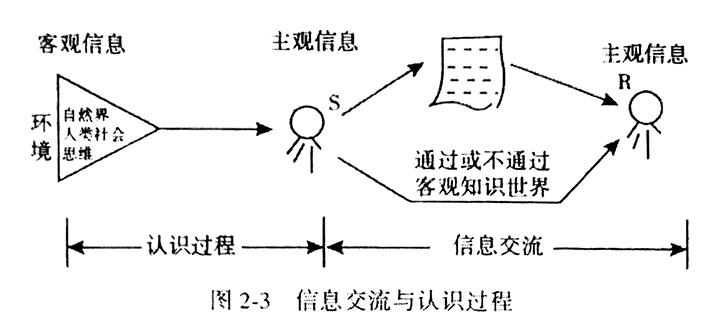 客观信息
主观信息
主观信息
S
R
环境
自然界
人类社会
思维
通过或不通过
客观知识世界
认识过程
信息交流
图 2-3 信息交流与认识过程